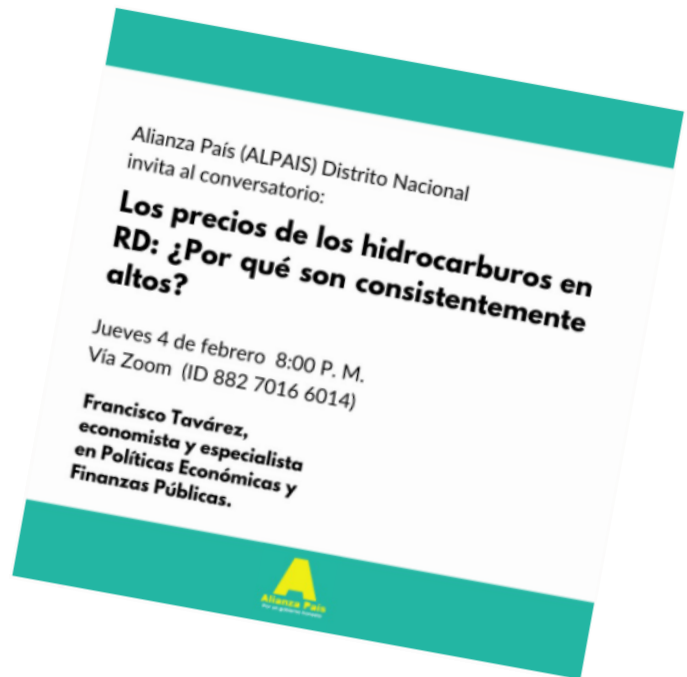 Alianza País (ALPAIS) Distrito Nacional
invita al conversatorio:
Los precios de los hidrocarburos en
RD: ¿Por qué son consistentemente
altos?
Jueves 4 de febrero 8:00 P. M.
Vía Zoom (ID 882 7016 6014)
Francisco Tavárez,
economista y especialista
en Políticas Económicas y
Finanzas Públicas.
Alianza País